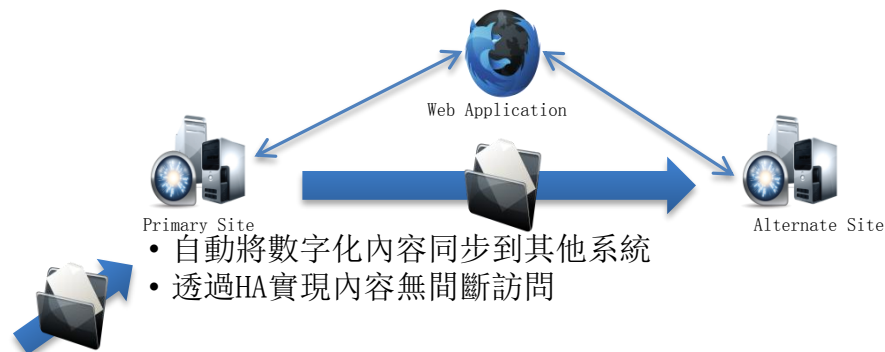 Web Application
Primary Site
Alternate Site
• 自動將數字化內容同步到其他系統
• 透過HA實現內容無間斷訪問